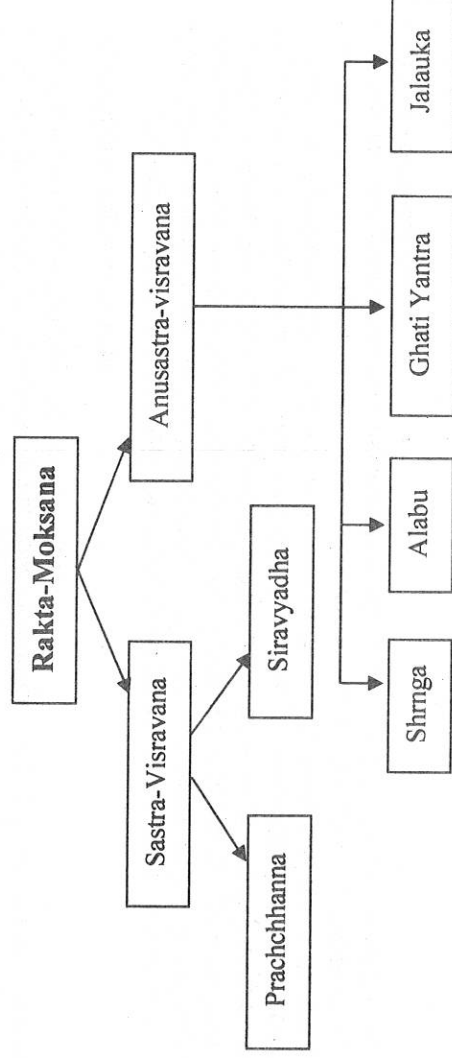 Rakta-Moksana
Sastra-Visravana
Anusastra-visravana
Prachchhanna
Siravyadha
Shrnga
Alabu
Ghati Yantra
Jalauka